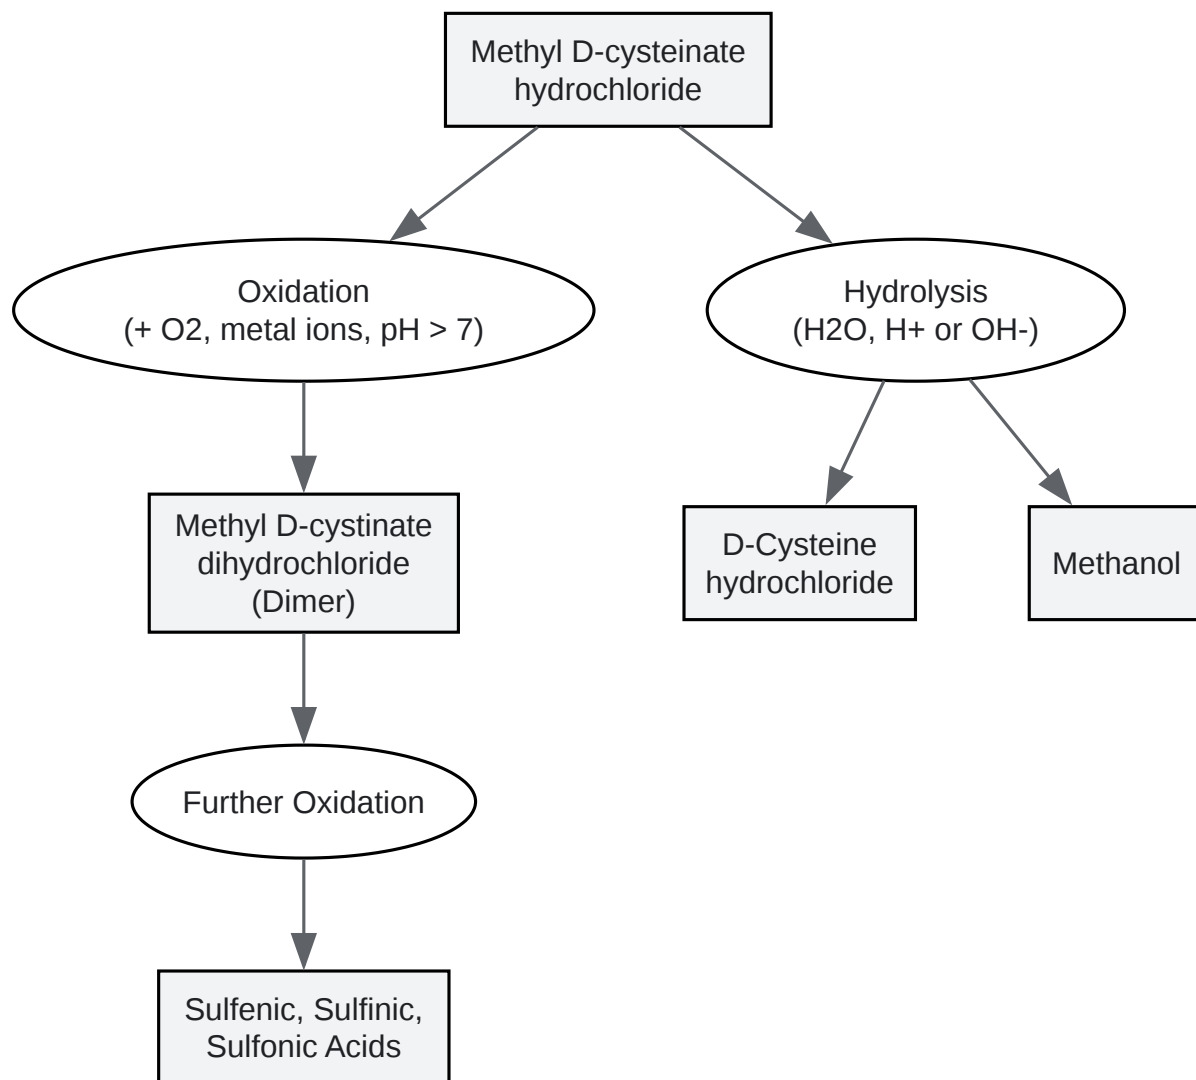 Methyl D-cysteinate
hydrochloride
Oxidation
(+ O2, metal ions, pH > 7)
Hydrolysis
(H2O, H+ or OH-)
Methyl D-cystinate
dihydrochloride
(Dimer)
D-Cysteine
hydrochloride
Methanol
Further Oxidation
Sulfenic, Sulfinic,
Sulfonic Acids